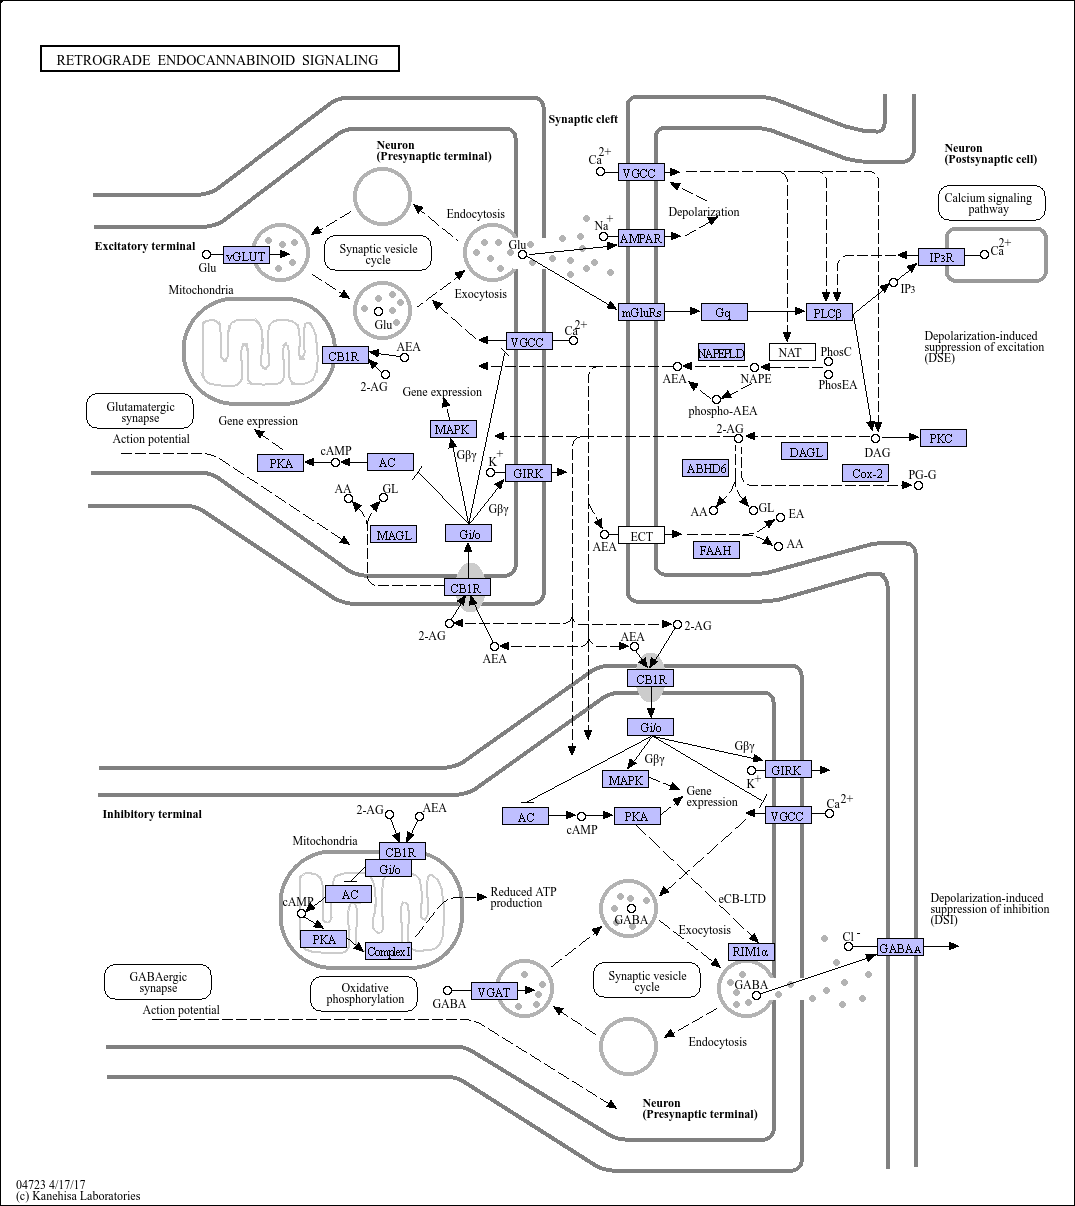 RETROGRADE ENDOCANNABINOID SIGNALING
Synaptic cleft
Neuron
(Presynaptic terminal)
Neuron
(Postsynaptic cell)
Ca2+
VGCC
Calcium signaling
pathway
Depolarization
Endocytosis
Na+
AMPAR
Excitatory terminal
Glu
vGLUT
Synaptic vesicle
cycle
Glu
IP3R
Ca2+
Mitochondria
Exocytosis
IP3
Glu
mGluRs
Gq
PLCβ
VGCC
Ca2+
Depolarization-induced
suppression of excitation
(DSE)
CB1R
AEA
2-AG
NAPEPLD
NAT
PhosC
AEA
NAPE
PhosEA
Gene expression
phospho-AEA
Glutamatergic
synapse
Gene expression
MAPK
2-AG
DAG
PKC
Action potential
Gβγ
cAMP
PKA
AC
K+
GIRK
DAGL
ABHD6
Cox-2
PG-G
AA
GL
Gβγ
AA
GL
EA
MAGL
Gi/o
AEA
ECT
FAAH
AA
CB1R
2-AG
AEA
AEA
2-AG
CB1R
Gi/o
Gβγ
Gβγ
MAPK
K+
GIRK
Gene
expression
Inhibitory terminal
2-AG
AEA
AC
cAMP
PKA
VGCC
Ca2+
Mitochondria
CB1R
Gi/o
AC
cAMP
Reduced ATP
production
eCB-LTD
GABA
Depolarization-induced
suppression of inhibition
(DSI)
PKA
Complex I
Exocytosis
RIM1α
Cl-
GABAA
GABAergic
synapse
Oxidative
phosphorylation
GABA
VGAT
Synaptic vesicle
cycle
GABA
Action potential
Endocytosis
Neuron
(Presynaptic terminal)
04723 4/17/17
(c) Kanehisa Laboratories